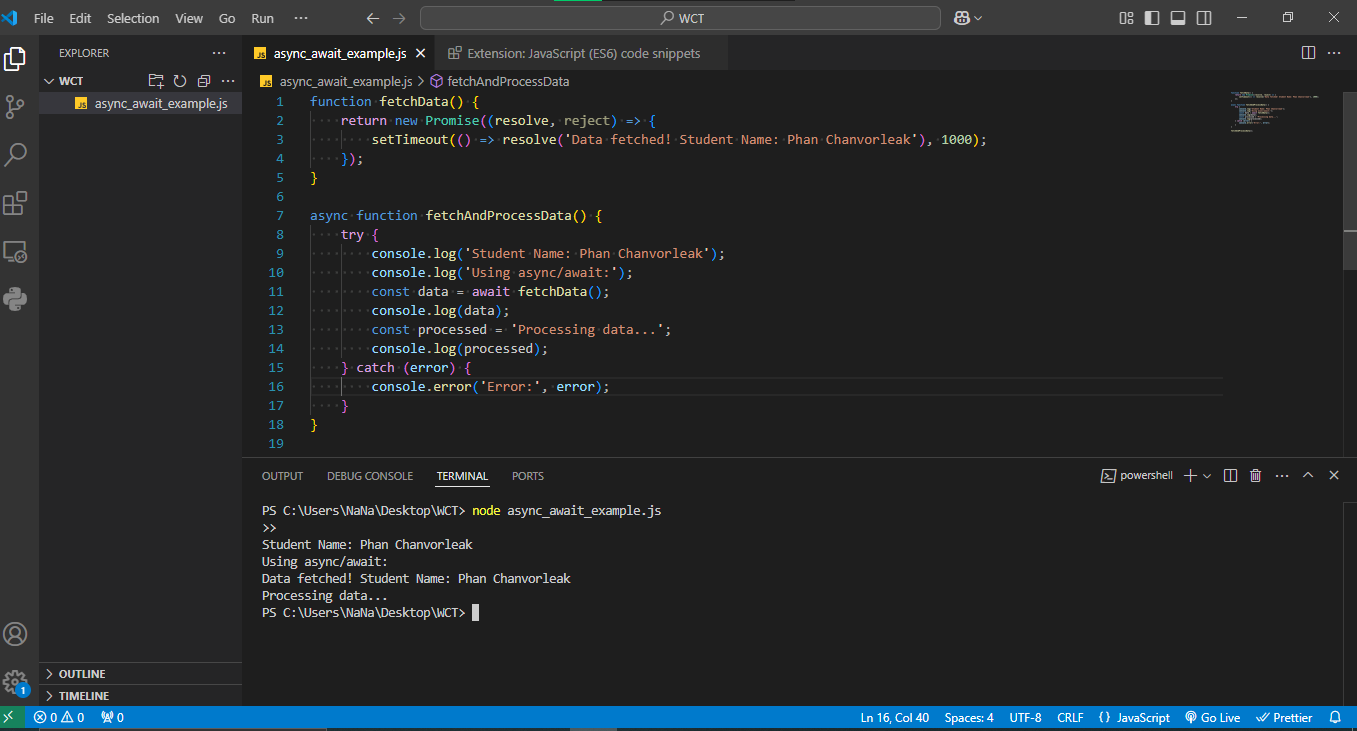 File Edit Selection View Go Run ··· WCT
EXPLORER ···
async_await_example.js
Extension: JavaScript (ES6) code snippets
WCT
async_await_example.js
async_await_example.js > fetchAndProcessData
1 function fetchData() {
2 return new Promise((resolve, reject) => {
3 setTimeout(() => resolve('Data fetched! Student Name: Phan Chanvorleak'), 1000);
4 });
5 }
6
7 async function fetchAndProcessData() {
8 try {
9 console.log('Student Name: Phan Chanvorleak');
10 console.log('Using async/await:');
11 const data = await fetchData();
12 console.log(data);
13 const processed = 'Processing data...';
14 console.log(processed);
15 } catch (error) {
16 console.error('Error:', error);
17 }
18 }
19
OUTPUT DEBUG CONSOLE TERMINAL PORTS powershell
PS C:\Users\NaNa\Desktop\WCT> node async_await_example.js
>>
Student Name: Phan Chanvorleak
Using async/await:
Data fetched! Student Name: Phan Chanvorleak
Processing data...
PS C:\Users\NaNa\Desktop\WCT>
OUTLINE
TIMELINE
1
0 0 0 Ln 16, Col 40 Spaces: 4 UTF-8 CRLF {} JavaScript Go Live Prettier